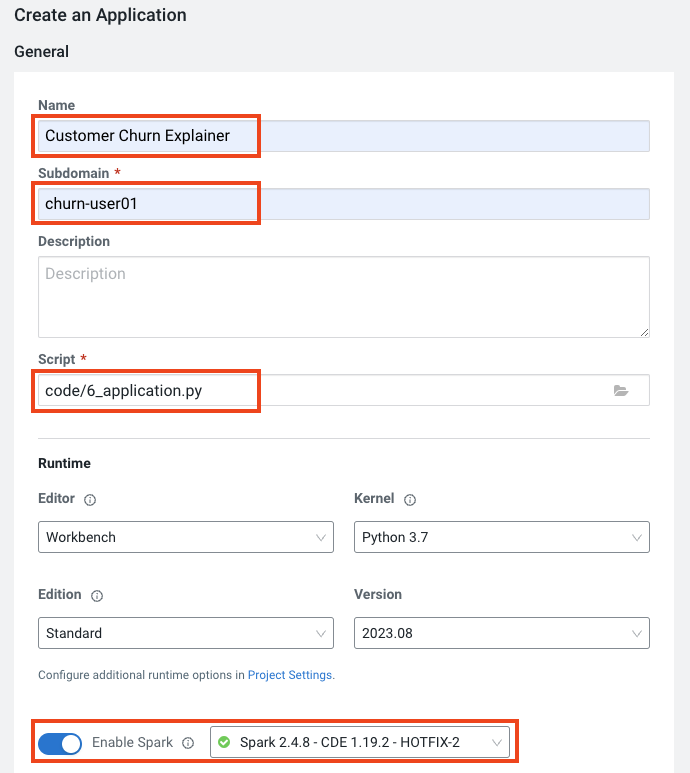 Create an Application
General
Name
Customer Churn Explainer
Subdomain *
churn-user01
Description
Description
Script *
code/6_application.py
Runtime
Editor
Kernel
Workbench
Python 3.7
Edition
Version
Standard
2023.08
Configure additional runtime options in Project Settings.
Enable Spark
Spark 2.4.8 - CDE 1.19.2 - HOTFIX-2